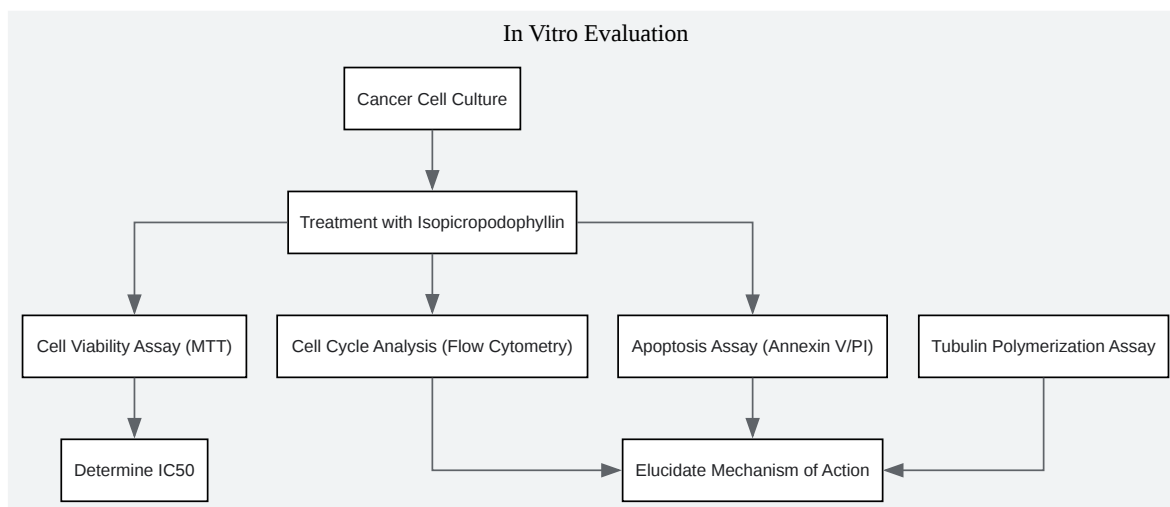 In Vitro Evaluation
Cancer Cell Culture
Treatment with Isopicropodophyllin
Cell Viability Assay (MTT)
Cell Cycle Analysis (Flow Cytometry)
Apoptosis Assay (Annexin V/PI)
Tubulin Polymerization Assay
Determine IC50
Elucidate Mechanism of Action